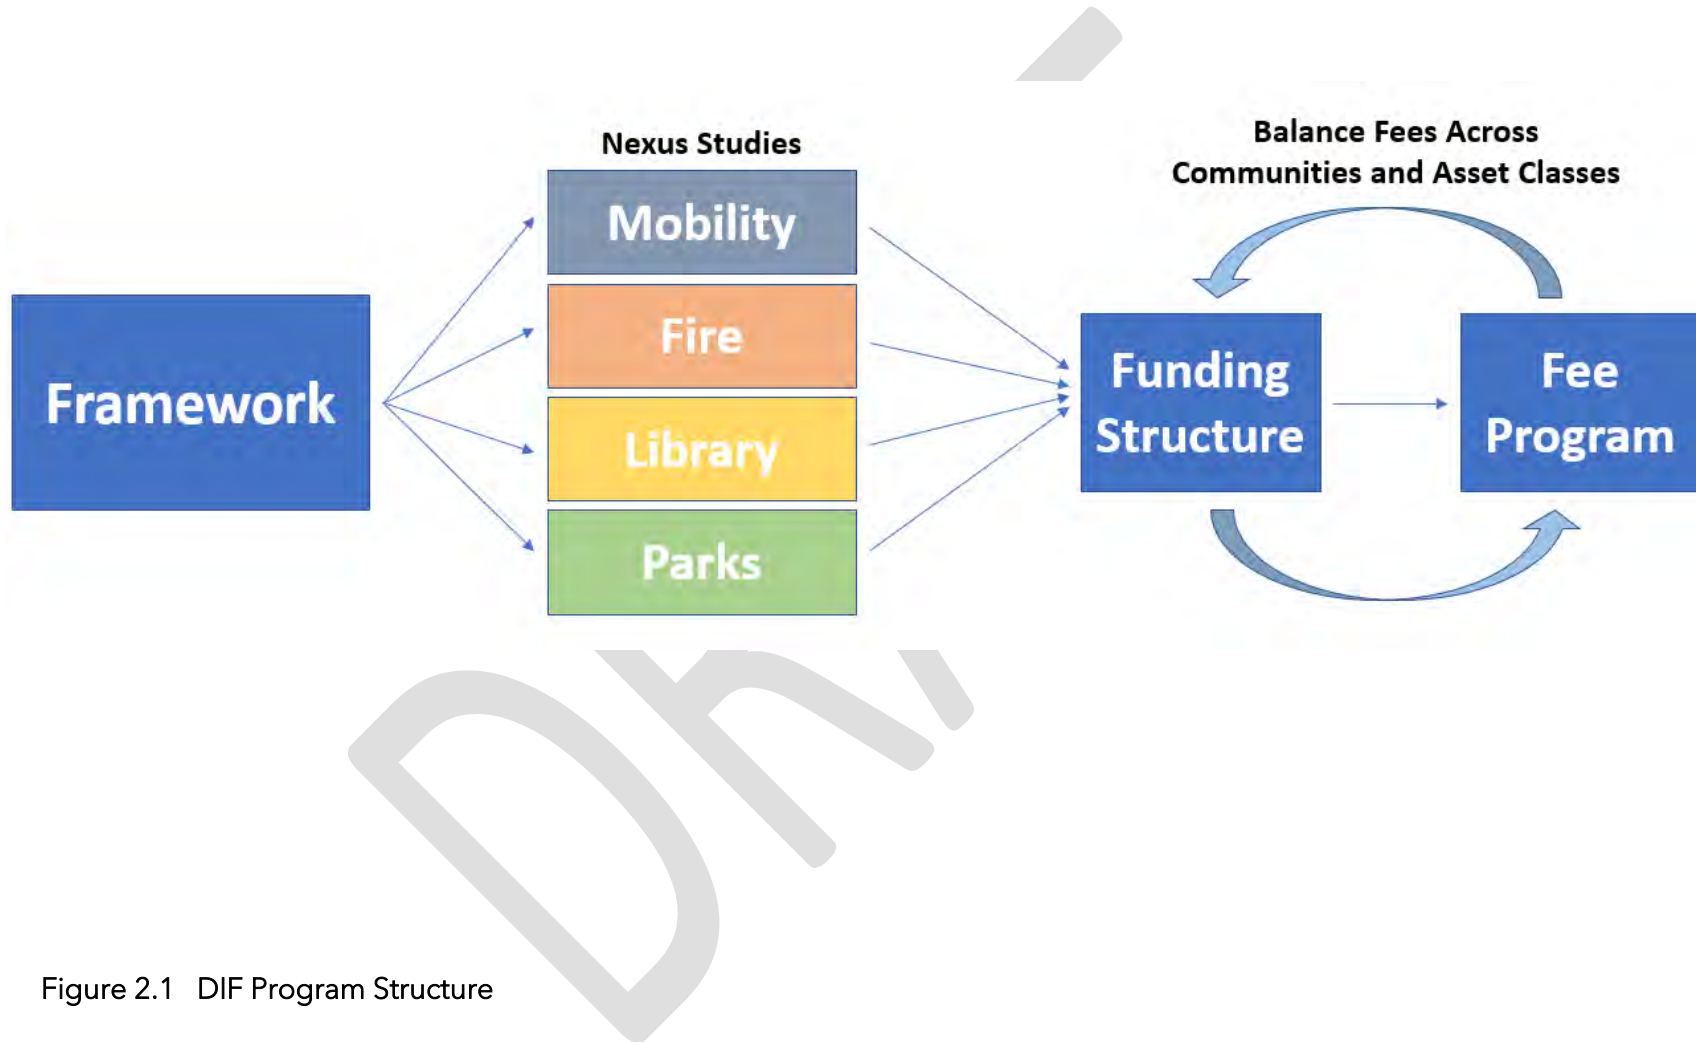 Nexus Studies
Mobility
Fire
Library
Parks
Framework
Balance Fees Across
Communities and Asset Classes
Funding
Structure
Fee
Program
Figure 2.1 DIF Program Structure